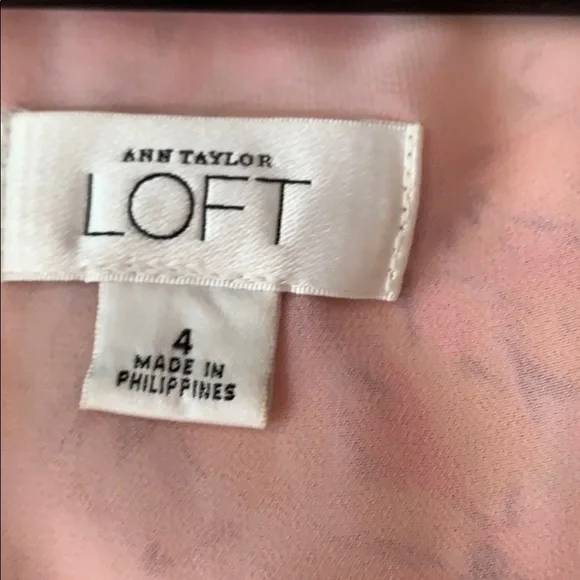 ANN TAYLOR
LOFT
4
MADE IN
PHILIPPINES